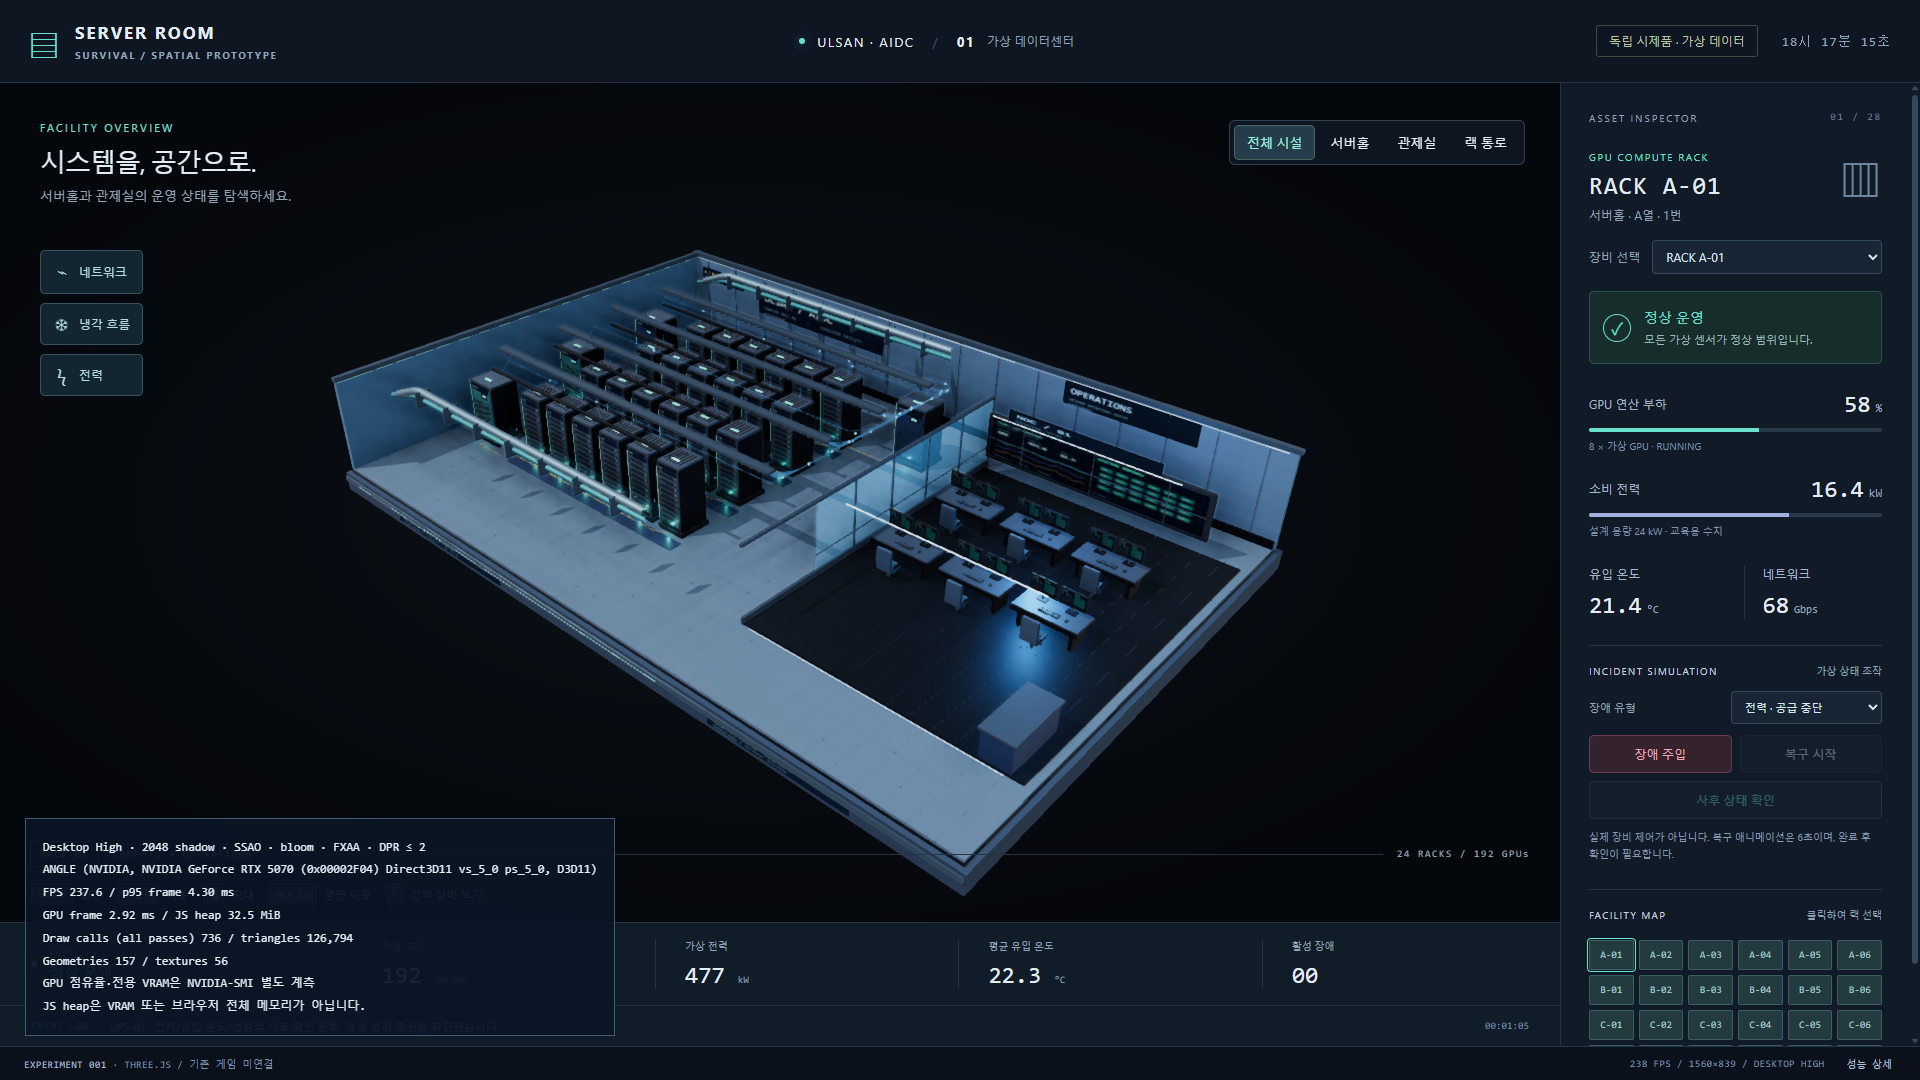 SERVER ROOM
SURVIVAL / SPATIAL PROTOTYPE
ULSAN · AIDC / 01 가상 데이터센터
독립 시제품 · 가상 데이터
18시 17분 15초
FACILITY OVERVIEW
시스템을, 공간으로.
서버홀과 관제실의 운영 상태를 탐색하세요.
전체 시설 서버홀 관제실 랙 통로
네트워크
냉각 흐름
전력
OPERATIONS
24 RACKS / 192 GPUs
Desktop High · 2048 shadow · SSAO · bloom · FXAA · DPR ≤ 2
ANGLE (NVIDIA, NVIDIA GeForce RTX 5070 (0x00002F04) Direct3D11 vs_5_0 ps_5_0, D3D11)
FPS 237.6 / p95 frame 4.30 ms
GPU frame 2.92 ms / JS heap 32.5 MiB
Draw calls (all passes) 736 / triangles 126,794
Geometries 157 / textures 56
GPU 점유율·전용 VRAM은 NVIDIA-SMI 별도 계측
JS heap은 VRAM 또는 브라우저 전체 메모리가 아닙니다.
가상 GPU
192 ONLINE
가상 전력
477 kW
평균 유입 온도
22.3 °C
활성 장애
00
EVENT LOG
00:01:05
ASSET INSPECTOR 01 / 28
GPU COMPUTE RACK
RACK A-01
서버홀 · A열 · 1번
장비 선택 RACK A-01
정상 운영
모든 가상 센서가 정상 범위입니다.
GPU 연산 부하 58 %
8 × 가상 GPU · RUNNING
소비 전력 16.4 kW
설계 용량 24 kW · 교육용 수치
유입 온도
21.4 °C
네트워크
68 Gbps
INCIDENT SIMULATION 가상 상태 조작
장애 유형 전력 · 공급 중단
장애 주입 복구 시작
사후 상태 확인
실제 장비 제어가 아닙니다. 복구 애니메이션은 6초이며, 완료 후
확인이 필요합니다.
FACILITY MAP 클릭하여 랙 선택
A-01 A-02 A-03 A-04 A-05 A-06
B-01 B-02 B-03 B-04 B-05 B-06
C-01 C-02 C-03 C-04 C-05 C-06
EXPERIMENT 001 · THREE.JS / 기존 게임 미연결
238 FPS / 1560×839 / DESKTOP HIGH 성능 상세